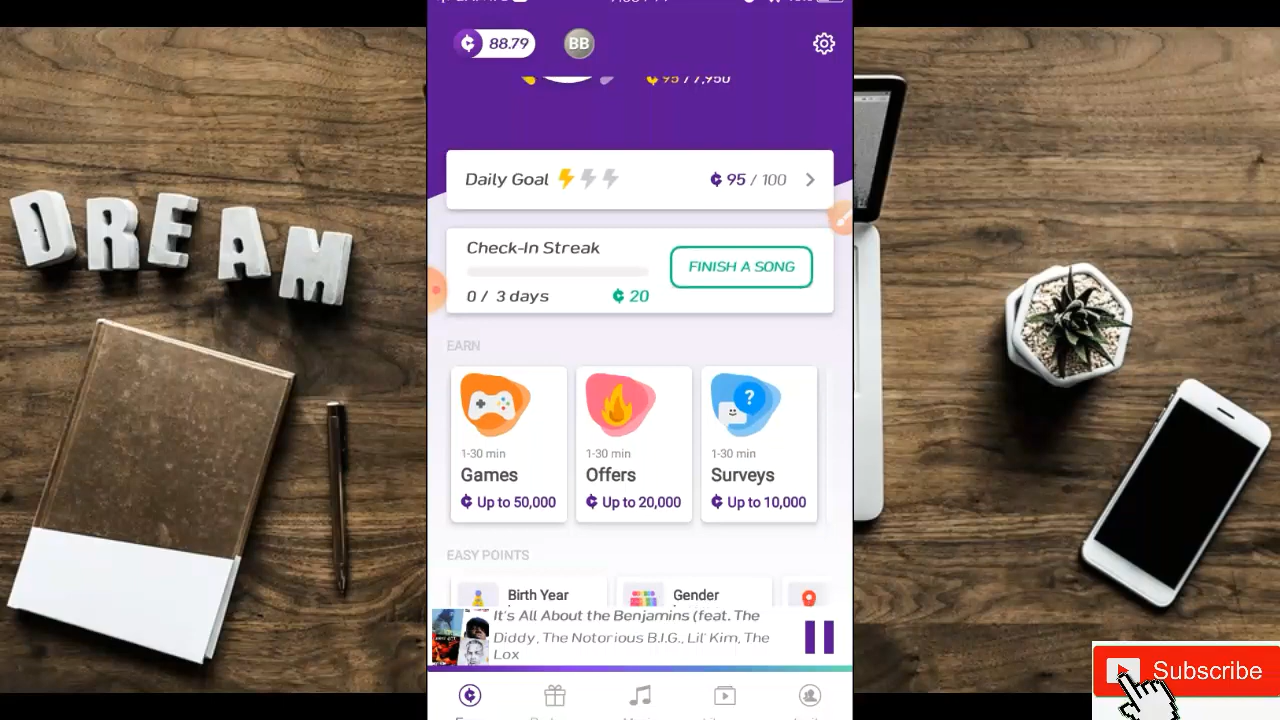 88.79
BB
95 / 7,950
Daily Goal
95 / 100
Check-In Streak
FINISH A SONG
0 / 3 days
20
EARN
1-30 min
Games
Up to 50,000
1-30 min
Offers
Up to 20,000
1-30 min
Surveys
Up to 10,000
EASY POINTS
Birth Year
Gender
It's All About the Benjamins (feat. The
Diddy, The Notorious B.I.G., Lil' Kim, The
Lox
DREAM
Subscribe